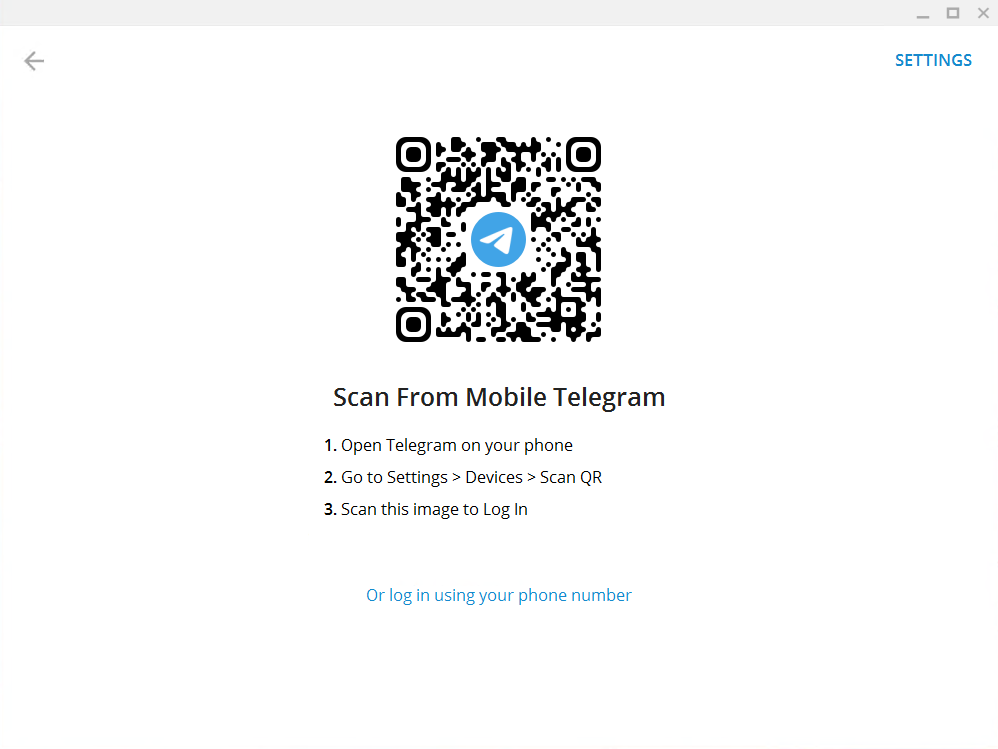 SETTINGS
Scan From Mobile Telegram
1. Open Telegram on your phone
2. Go to Settings > Devices > Scan QR
3. Scan this image to Log In
Or log in using your phone number